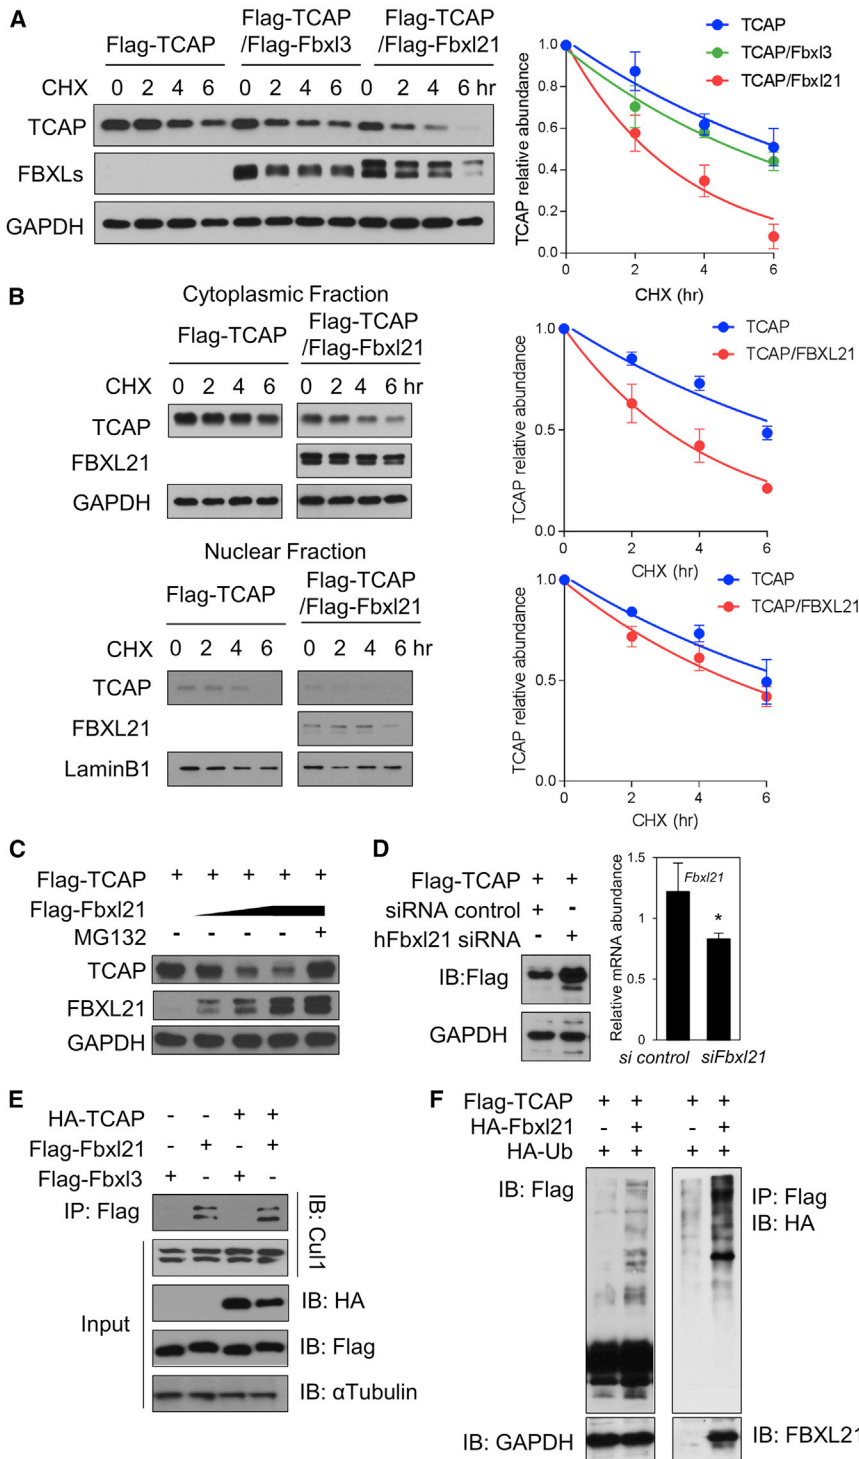 A
Flag-TCAP
Flag-TCAP
/Flag-Fbxl3
Flag-TCAP
/Flag-Fbxl21
CHX 0 2 4 6 0 2 4 6 0 2 4 6 hr
TCAP
FBXLs
GAPDH
TCAP
TCAP/Fbxl3
TCAP/Fbxl21
TCAP relative abundance
1.0
0.8
0.6
0.4
0.2
0.0
0 2 4 6
CHX (hr)
B
Cytoplasmic Fraction
Flag-TCAP
Flag-TCAP
/Flag-Fbxl21
CHX 0 2 4 6 0 2 4 6 hr
TCAP
FBXL21
GAPDH
TCAP
TCAP/FBXL21
TCAP relative abundance
1.0
0.5
0.0
0 2 4 6
CHX (hr)
Nuclear Fraction
Flag-TCAP
Flag-TCAP
/Flag-Fbxl21
CHX 0 2 4 6 0 2 4 6 hr
TCAP
FBXL21
LaminB1
TCAP
TCAP/FBXL21
TCAP relative abundance
1.0
0.5
0.0
0 2 4 6
CHX (hr)
C
Flag-TCAP + + + + +
Flag-Fbxl21
MG132 - - - - +
TCAP
FBXL21
GAPDH
D
Flag-TCAP + +
siRNA control + -
hFbxl21 siRNA - +
IB:Flag
GAPDH
Relative mRNA abundance
1.5
1
0.5
0
Fbxl21
*
si control siFbxl21
E
HA-TCAP - - + +
Flag-Fbxl21 - + - +
Flag-Fbxl3 + - + -
IP: Flag
IB: Cul1
Input
IB: HA
IB: Flag
IB: αTubulin
F
Flag-TCAP + + + +
HA-Fbxl21 - + - +
HA-Ub + + + +
IB: Flag
IP: Flag
IB: HA
IB: GAPDH
IB: FBXL21